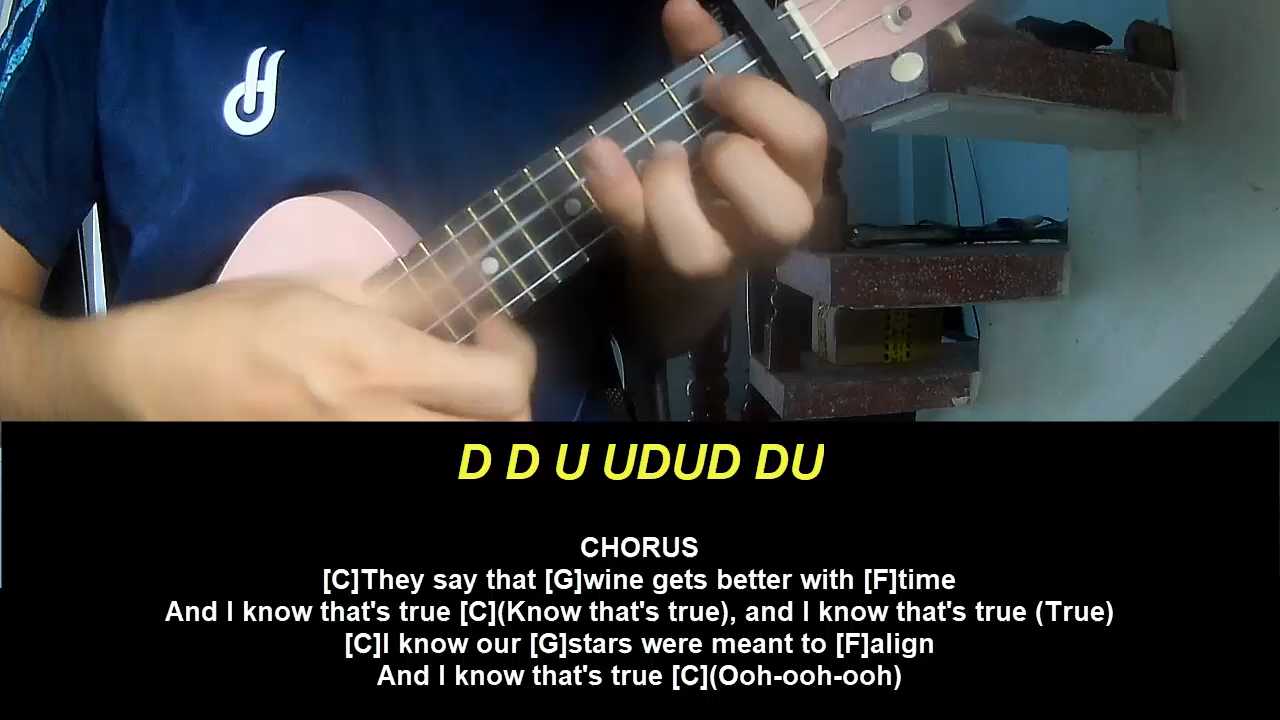 D D U UDUD DU
CHORUS
[C]They say that [G]wine gets better with [F]time
And I know that's true [C](Know that's true), and I know that's true (True)
[C]I know our [G]stars were meant to [F]align
And I know that's true [C](Ooh-ooh-ooh)